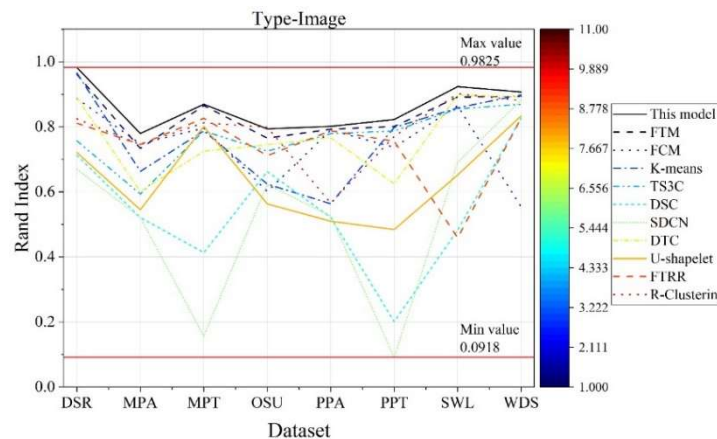 Type-Image
Max value
0.9825
Min value
0.0918
1.0
0.8
0.6
0.4
0.2
0.0
Rand Index
DSR MPA MPT OSU PPA PPT SWL WDS
Dataset
11.00
9.889
8.778
7.667
6.556
5.444
4.333
3.222
2.111
1.000
This model
FTM
FCM
K-means
TS3C
DSC
SDCN
DTC
U-shapelet
FTRR
R-Clusterin